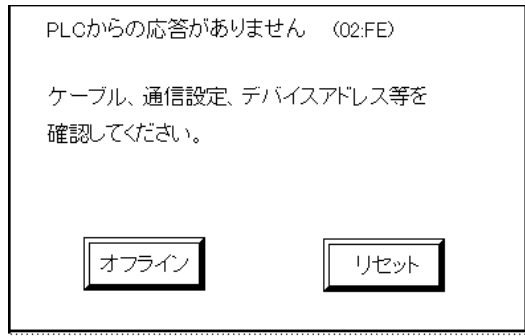 PLCからの応答がありません　(02:FE)
ケーブル、通信設定、デバイスアドレス等を
確認してください。
オフライン
リセット